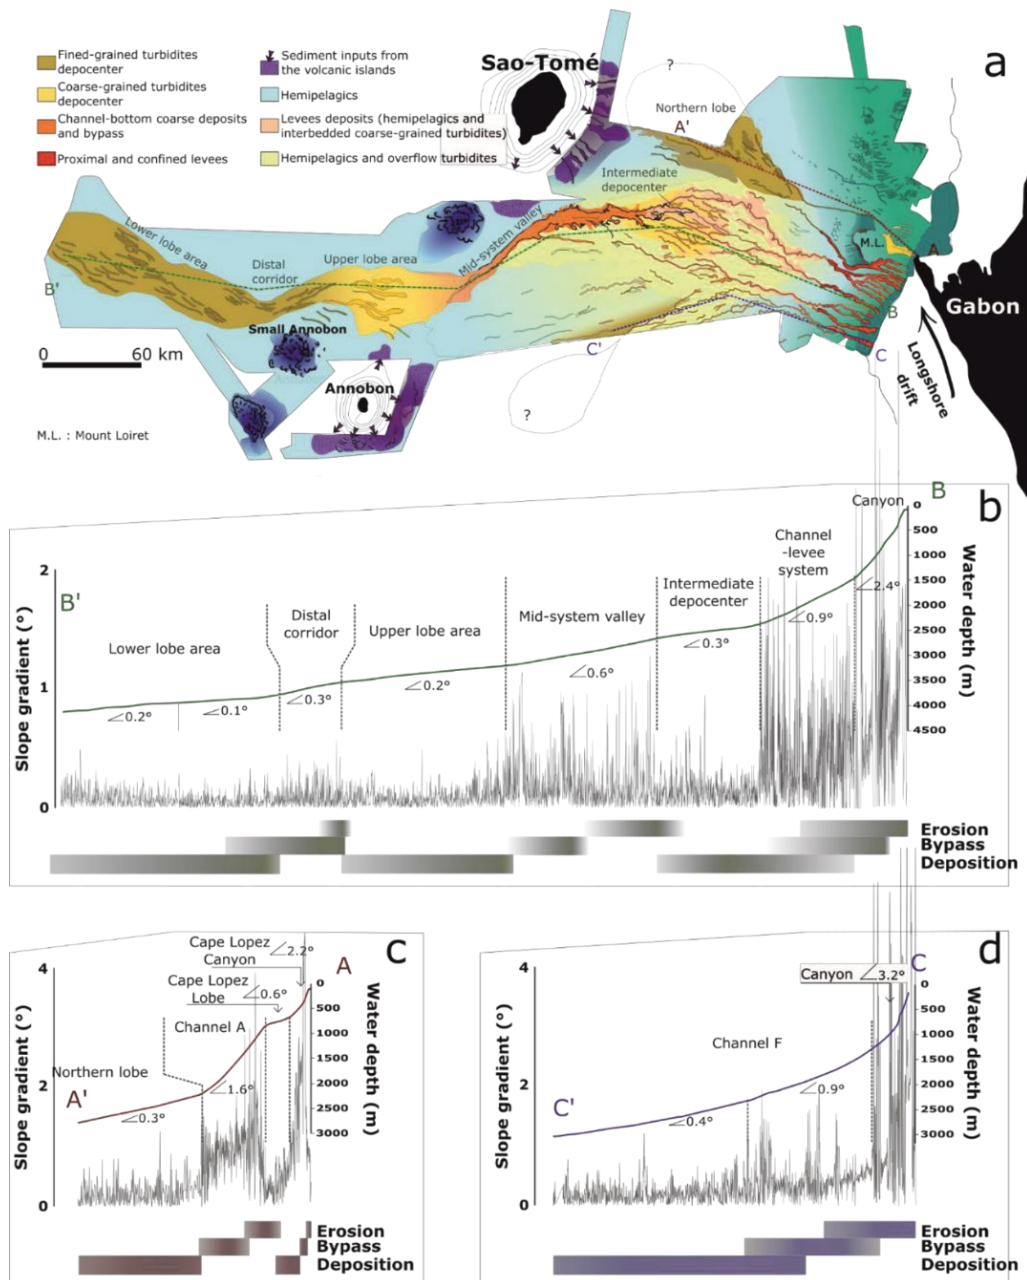 a
Fined-grained turbidites
depocenter
Coarse-grained turbidites
depocenter
Channel-bottom coarse deposits
and bypass
Proximal and confined levees
Sediment inputs from
the volcanic islands
Hemipelagics
Levees deposits (hemipelagics and
interbedded coarse-grained turbidites)
Hemipelagics and overflow turbidites
Sao-Tomé
?
Northern lobe
A'
Intermediate
depocenter
Mid-system valley
Upper lobe area
Distal
corridor
Lower lobe area
B'
Small Annobon
Annobon
0 60 km
M.L. : Mount Loiret
M.L.
A
B
C
C'
?
Gabon
Longshore
drift
b
B
Canyon
Channel
-levee
system
Intermediate
depocenter
Mid-system valley
Upper lobe area
Distal
corridor
Lower lobe area
B'
2
1
0
Slope gradient (°)
0
500
1000
1500
2000
2500
3000
3500
4000
4500
Water depth (m)
0.2°
0.1°
0.3°
0.2°
0.6°
0.3°
0.9°
2.4°
Erosion
Bypass
Deposition
c
A
Cape Lopez
Canyon
2.2°
Cape Lopez
Lobe
0.6°
Channel A
1.6°
Northern lobe
A'
0.3°
4
2
0
Slope gradient (°)
0
500
1000
1500
2000
2500
3000
Water depth (m)
Erosion
Bypass
Deposition
d
C
Canyon 3.2°
Channel F
0.9°
0.4°
C'
4
2
0
Slope gradient (°)
0
500
1000
1500
2000
2500
3000
Water depth (m)
Erosion
Bypass
Deposition